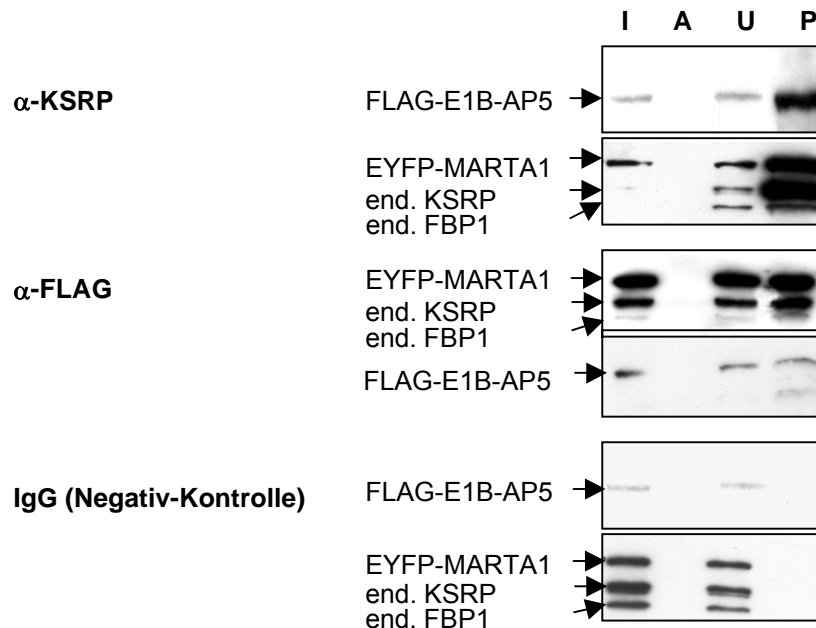 I A U P
α-KSRP
FLAG-E1B-AP5
EYFP-MARTA1
end. KSRP
end. FBP1
α-FLAG
EYFP-MARTA1
end. KSRP
end. FBP1
FLAG-E1B-AP5
IgG (Negativ-Kontrolle)
FLAG-E1B-AP5
EYFP-MARTA1
end. KSRP
end. FBP1